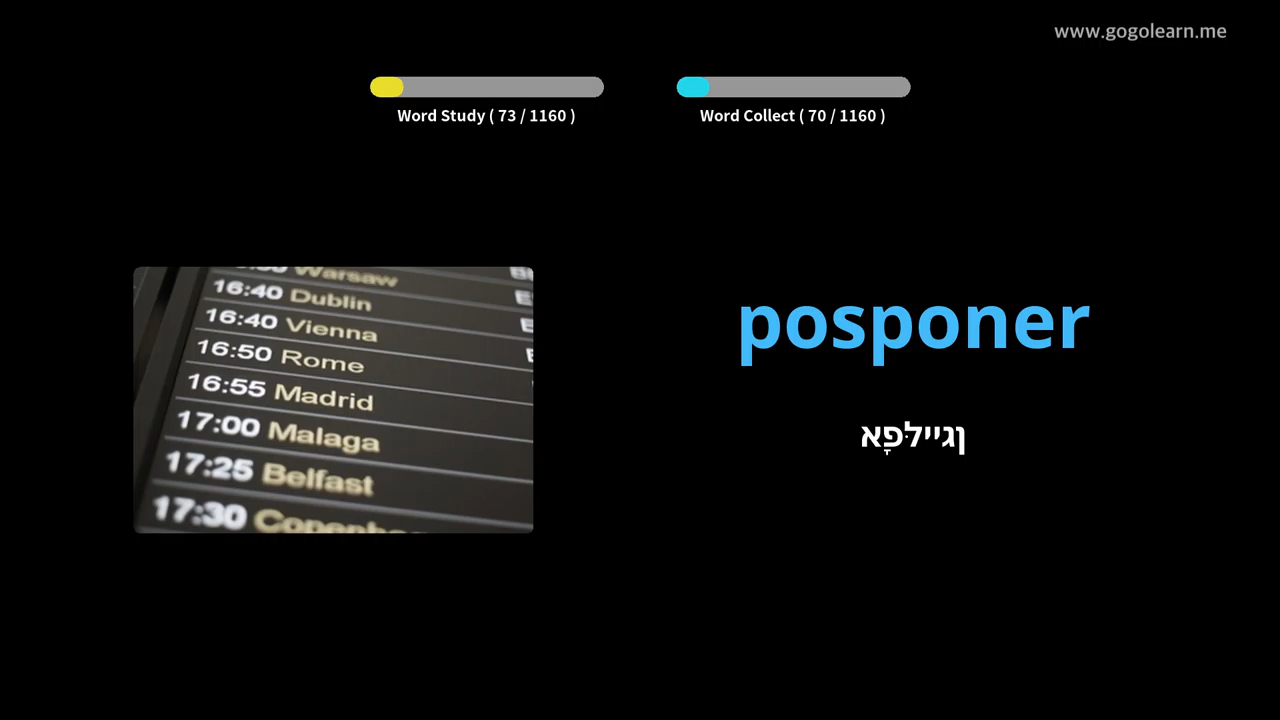 www.gogolearn.me
Word Study ( 73 / 1160 )
Word Collect ( 70 / 1160 )
Warsaw
16:40 Dublin
16:40 Vienna
16:50 Rome
16:55 Madrid
17:00 Malaga
17:25 Belfast
17:30
posponer
אָפּלייגן